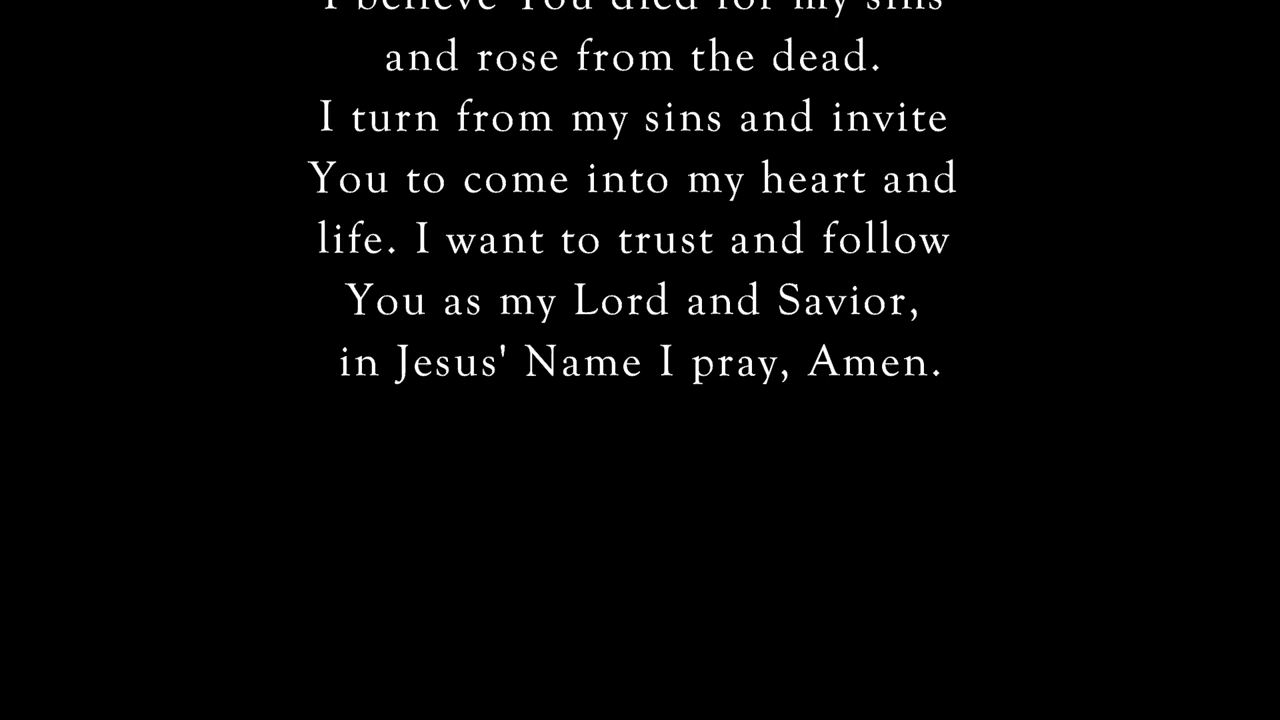 I believe You died for my sins
and rose from the dead.
I turn from my sins and invite
You to come into my heart and
life. I want to trust and follow
You as my Lord and Savior,
in Jesus' Name I pray, Amen.